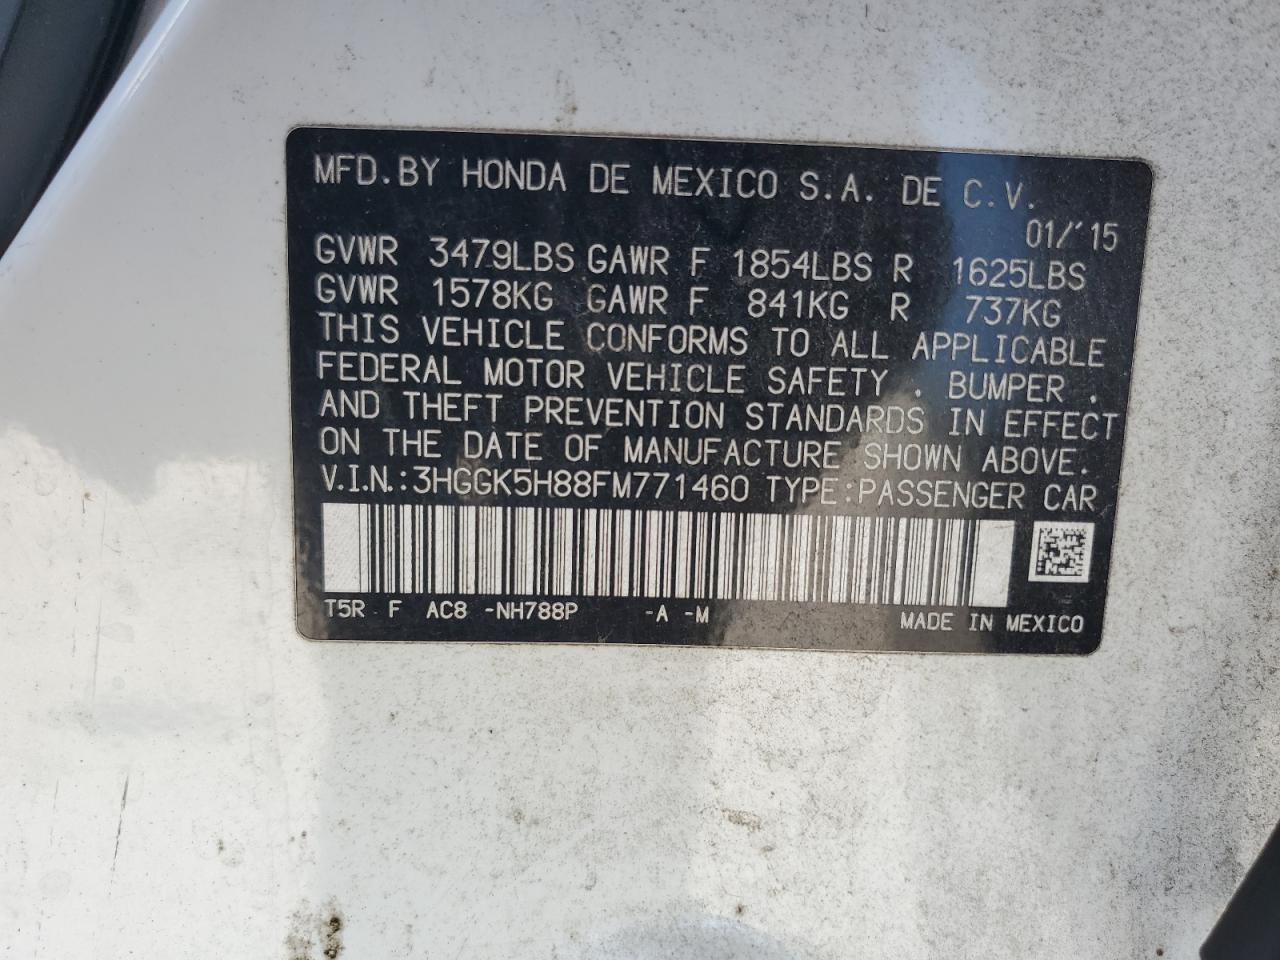 MFD.BY HONDA DE MEXICO S.A. DE C.V.
01/'15
GVWR 3479LBS GAWR F 1854LBS R 1625LBS
GVWR 1578KG GAWR F 841KG R 737KG
THIS VEHICLE CONFORMS TO ALL APPLICABLE
FEDERAL MOTOR VEHICLE SAFETY , BUMPER ,
AND THEFT PREVENTION STANDARDS IN EFFECT
ON THE DATE OF MANUFACTURE SHOWN ABOVE.
V.I.N.:3HGGK5H88FM771460 TYPE:PASSENGER CAR
T5R F AC8 -NH788P -A -M MADE IN MEXICO